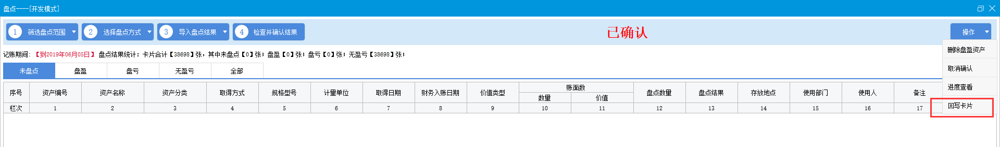 盘点----[开发模式]
1 筛选盘点范围 2 选择盘点方式 3 导入盘点结果 4 检查并确认结果 已确认 操作
删除盘盈资产
记账期间：【到2019年06月05日】 盘点结果统计：卡片合计【38698】张，其中未盘点【0】张；盘盈【0】张；盘亏【0】张；无盈亏【38698】张；
取消确认
未盘点 盘盈 盘亏 无盈亏 全部
进度查看
序号 资产编号 资产名称 资产分类 取得方式 规格型号 计量单位 取得日期 财务入账日期 价值类型 账面数 盘点数量 盘点结果 存放地点 使用部门 使用人 备注
数量 价值
回写卡片
栏次 1 2 3 4 5 6 7 8 9 10 11 12 13 14 15 16 17